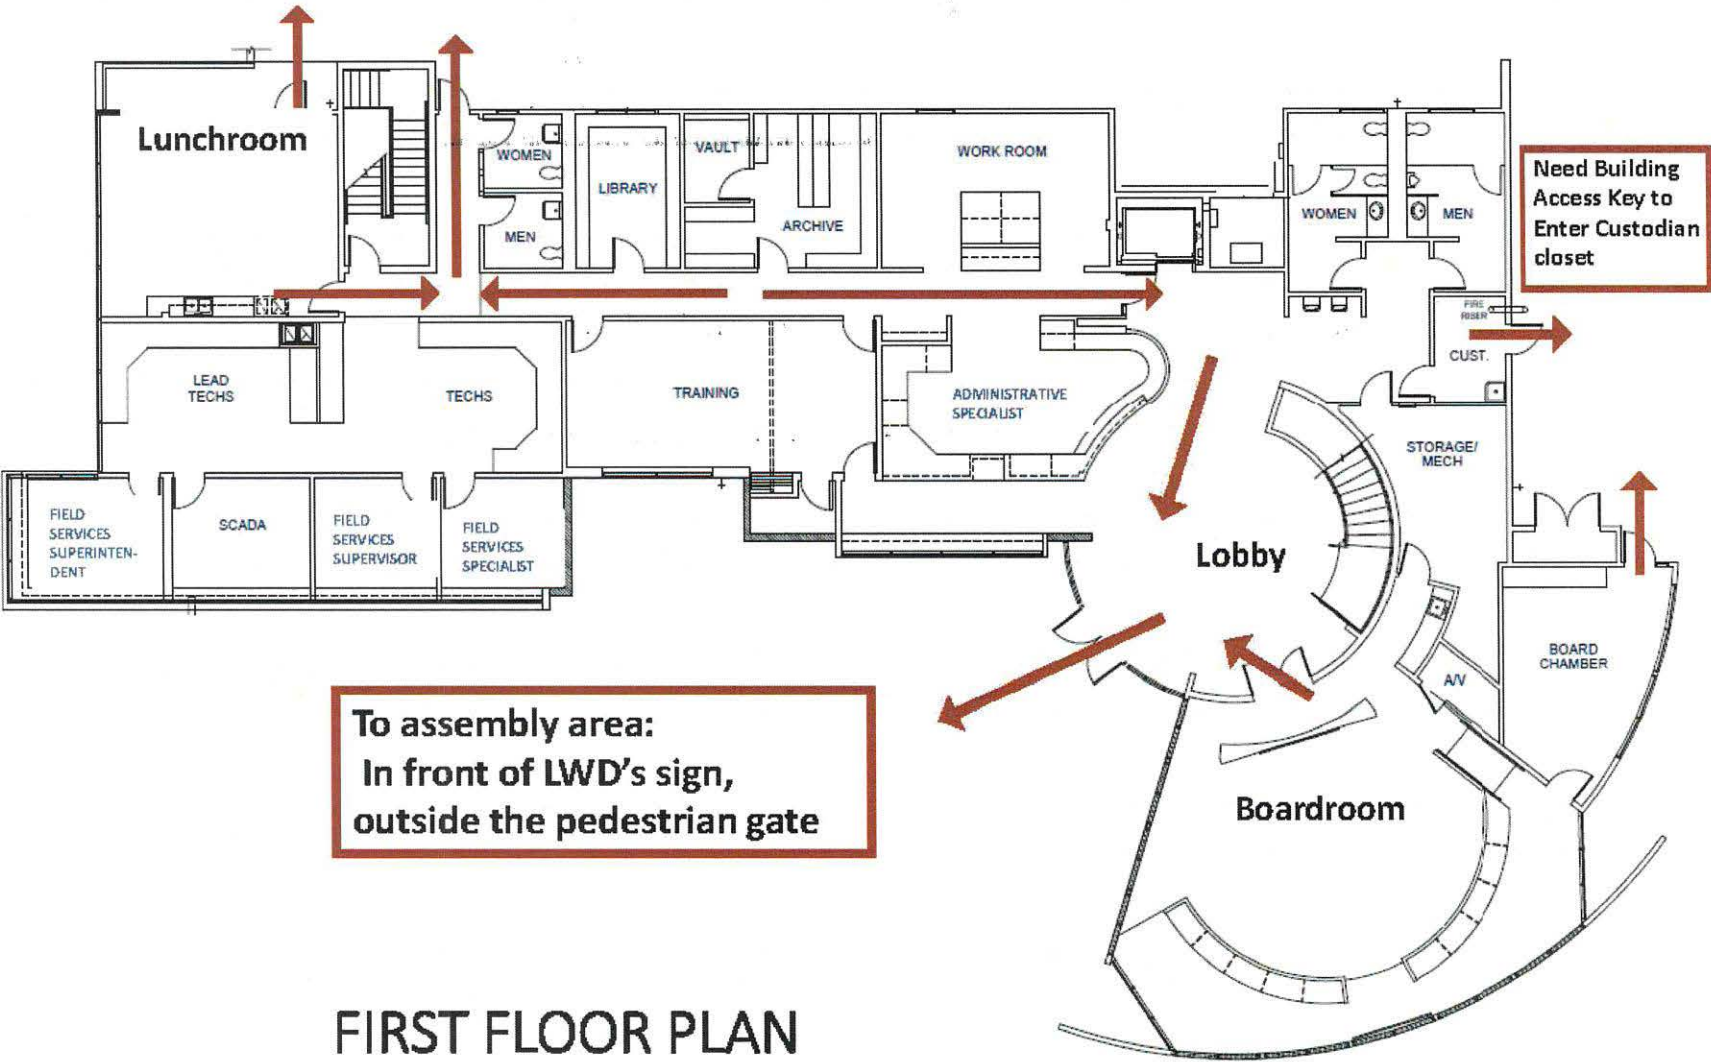 Lunchroom
WOMEN
MEN
LIBRARY
VAULT
ARCHIVE
WORK ROOM
WOMEN
MEN
Need Building
Access Key to
Enter Custodian
closet
FIRE
RISER
CUST.
LEAD
TECHS
TECHS
TRAINING
ADMINISTRATIVE
SPECIALIST
STORAGE/
MECH
FIELD
SERVICES
SUPERINTEN-
DENT
SCADA
FIELD
SERVICES
SUPERVISOR
FIELD
SERVICES
SPECIALIST
Lobby
BOARD
CHAMBER
A/V
To assembly area:
In front of LWD's sign,
outside the pedestrian gate
Boardroom
FIRST FLOOR PLAN